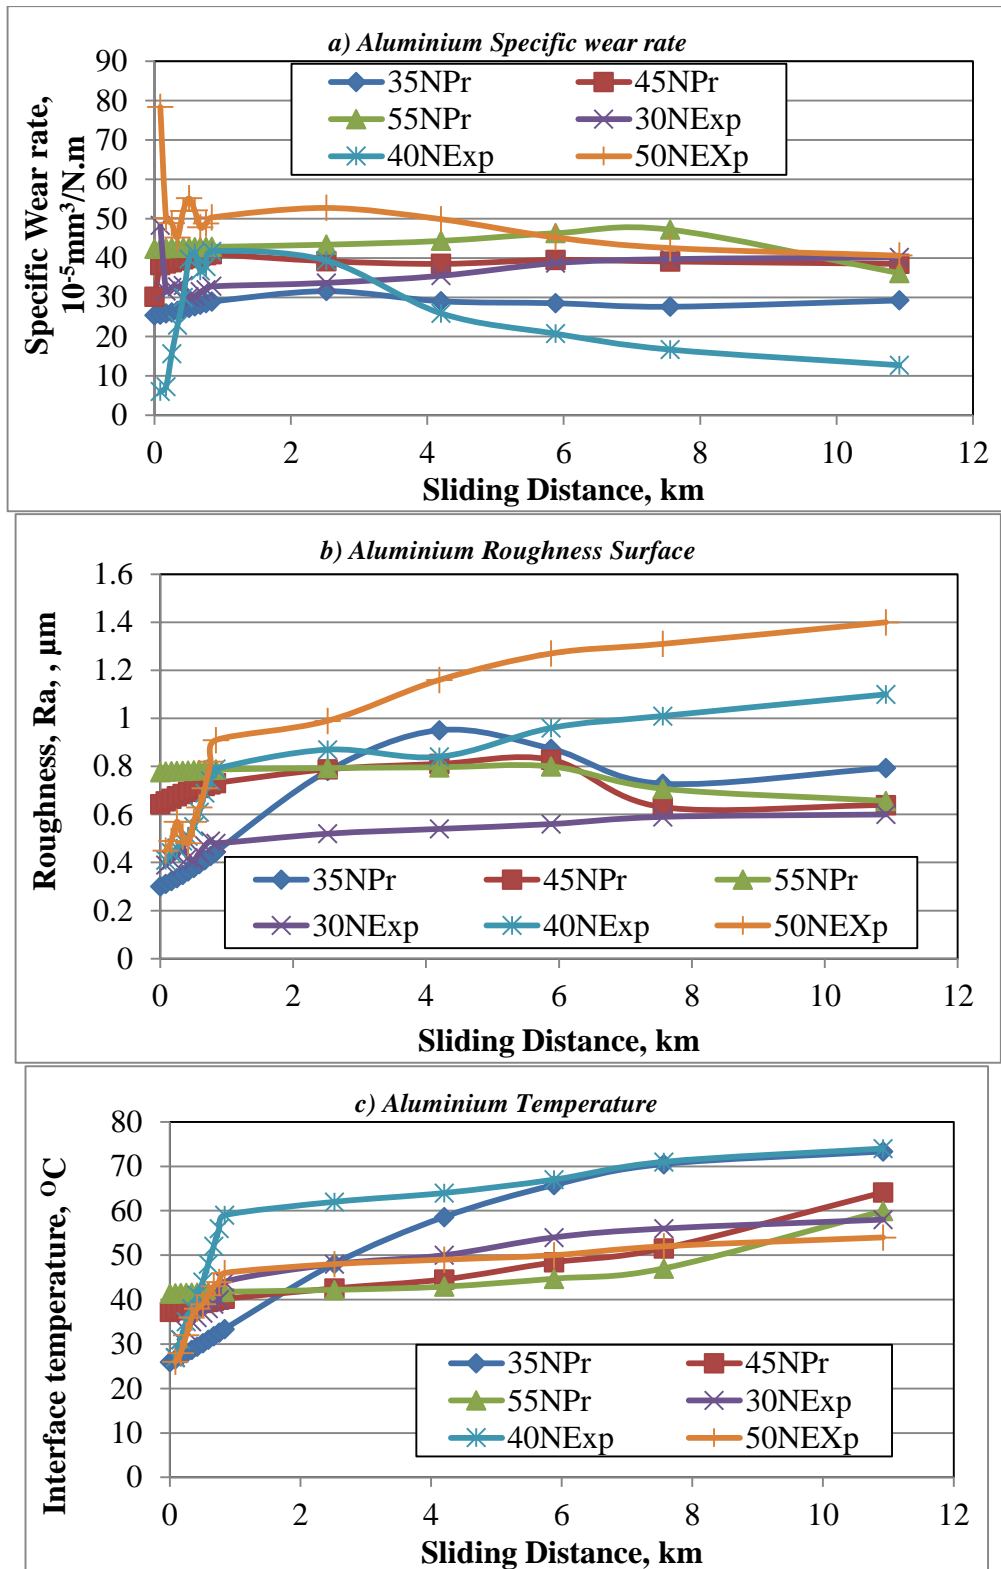 a) Aluminium Specific wear rate
Specific Wear rate,
10⁻⁵mm³/N.m
90
80
70
60
50
40
30
20
10
0
35NPr 45NPr
55NPr 30NExp
40NExp 50NEXp
0 2 4 6 8 10 12
Sliding Distance, km
b) Aluminium Roughness Surface
Roughness, Ra, , µm
1.6
1.4
1.2
1
0.8
0.6
0.4
0.2
0
35NPr 45NPr 55NPr
30NExp 40NExp 50NEXp
0 2 4 6 8 10 12
Sliding Distance, km
c) Aluminium Temperature
Interface temperature, ᴼC
80
70
60
50
40
30
20
10
0
35NPr 45NPr
55NPr 30NExp
40NExp 50NEXp
0 2 4 6 8 10 12
Sliding Distance, km